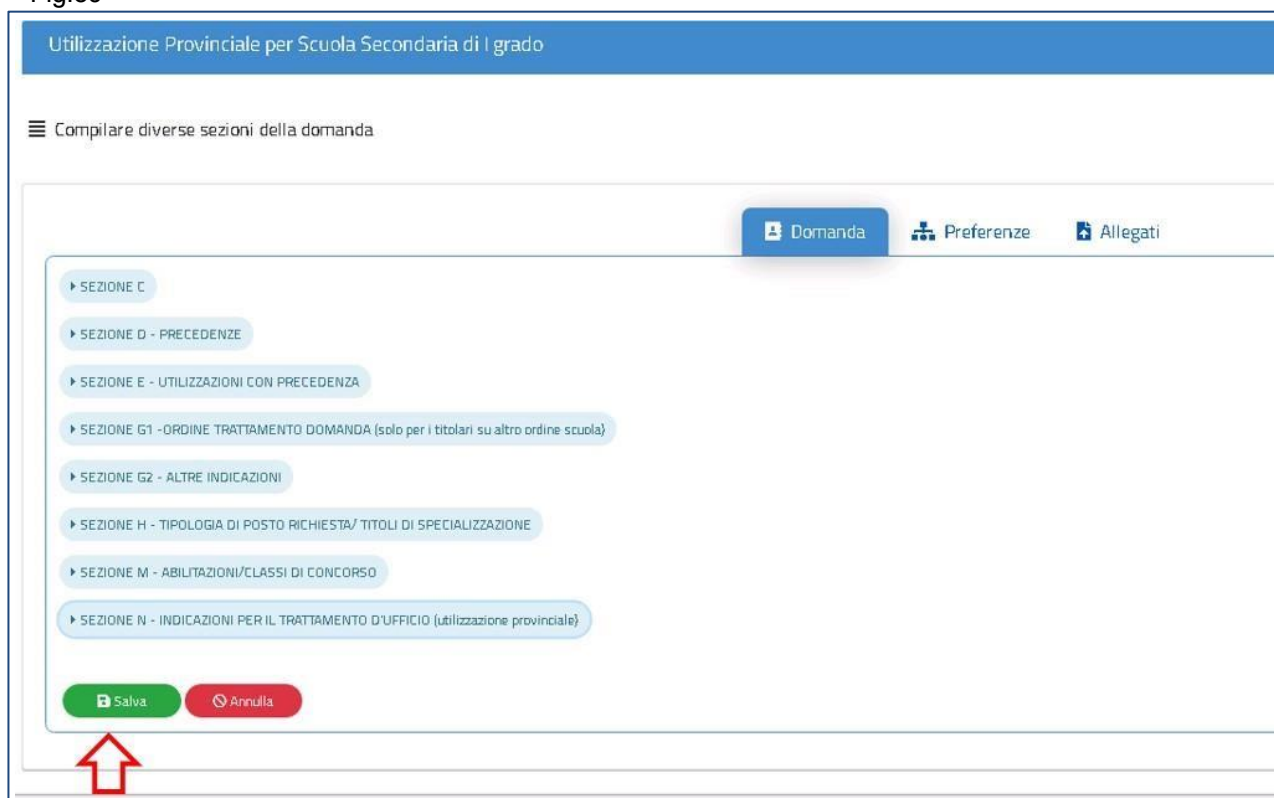 Utilizzazione Provinciale per Scuola Secondaria di I grado
Compilare diverse sezioni della domanda
Domanda Preferenze Allegati
SEZIONE C
SEZIONE D - PRECEDENZE
SEZIONE E - UTILIZZAZIONI CON PRECEDENZA
SEZIONE G1 -ORDINE TRATTAMENTO DOMANDA (solo per i titolari su altro ordine scuola)
SEZIONE G2 - ALTRE INDICAZIONI
SEZIONE H - TIPOLOGIA DI POSTO RICHIESTA/ TITOLI DI SPECIALIZZAZIONE
SEZIONE M - ABILITAZIONI/CLASSI DI CONCORSO
SEZIONE N - INDICAZIONI PER IL TRATTAMENTO D'UFFICIO (utilizzazione provinciale)
Salva Annulla